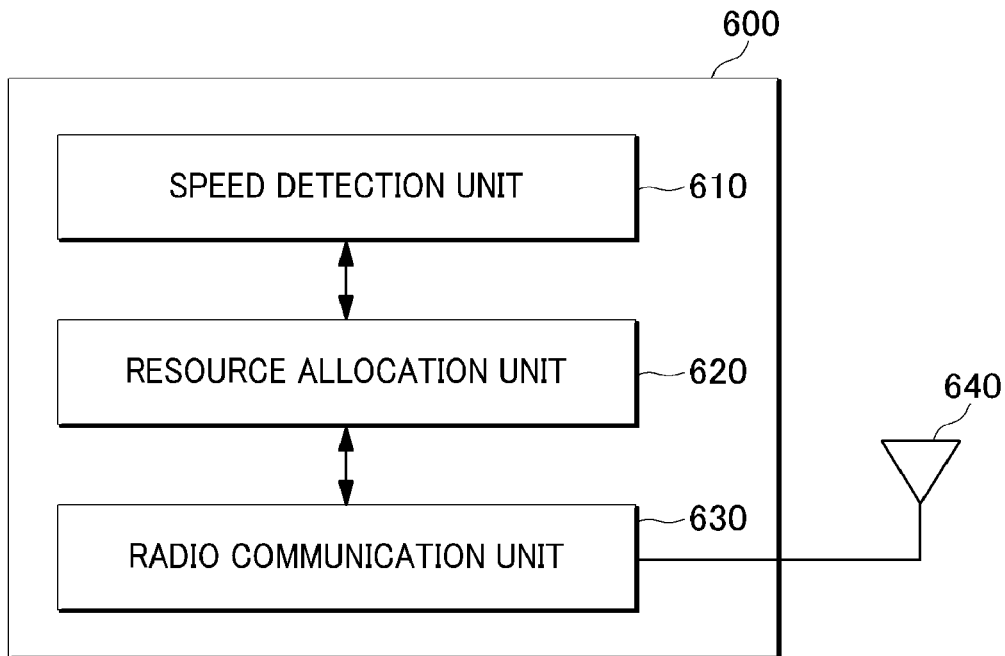 600
SPEED DETECTION UNIT
610
RESOURCE ALLOCATION UNIT
620
640
RADIO COMMUNICATION UNIT
630